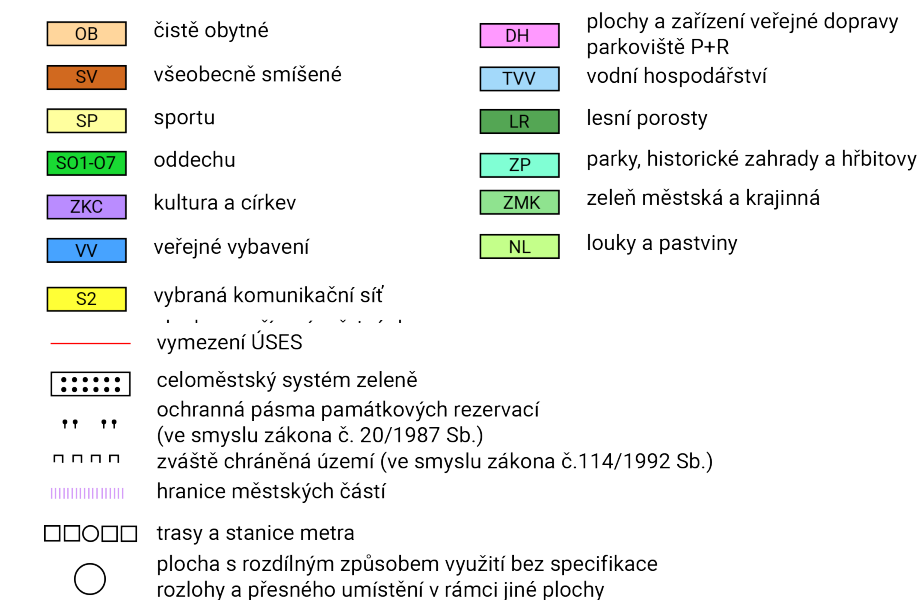 OB čistě obytné
SV všeobecně smíšené
SP sportu
SO1-O7 oddechu
ZKC kultura a církev
VV veřejné vybavení
S2 vybraná komunikační síť
DH plochy a zařízení veřejné dopravy
parkoviště P+R
TVV vodní hospodářství
LR lesní porosty
ZP parky, historické zahrady a hřbitovy
ZMK zeleň městská a krajinná
NL louky a pastviny
vymezení ÚSES
celoměstský systém zeleně
ochranná pásma památkových rezervací
(ve smyslu zákona č. 20/1987 Sb.)
zváště chráněná území (ve smyslu zákona č.114/1992 Sb.)
hranice městských částí
trasy a stanice metra
plocha s rozdílným způsobem využití bez specifikace
rozlohy a přesného umístění v rámci jiné plochy